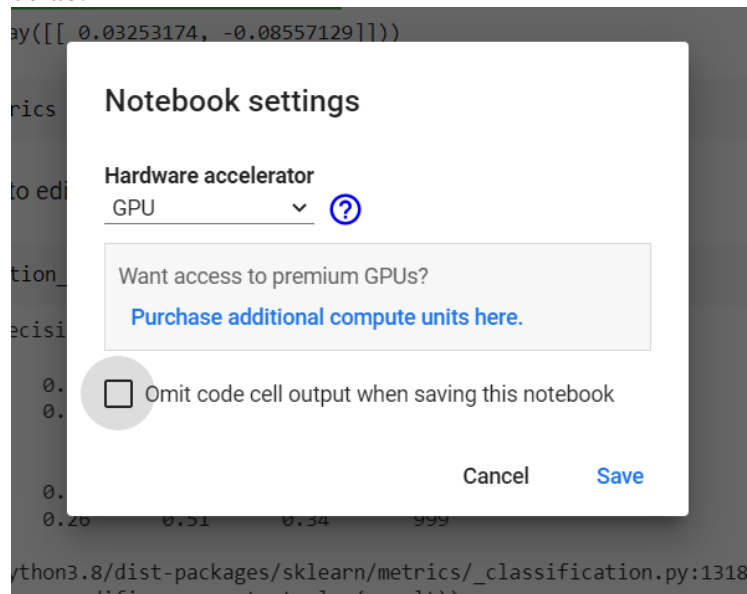 ay([[ 0.03253174, -0.08557129]]))
Notebook settings
rics
Hardware accelerator
to edi
GPU
Want access to premium GPUs?
tion_
Purchase additional compute units here.
ecisi
0.
Omit code cell output when saving this notebook
0.
Cancel
Save
0.
0.26 0.51 0.34 999
ython3.8/dist-packages/sklearn/metrics/_classification.py:1318